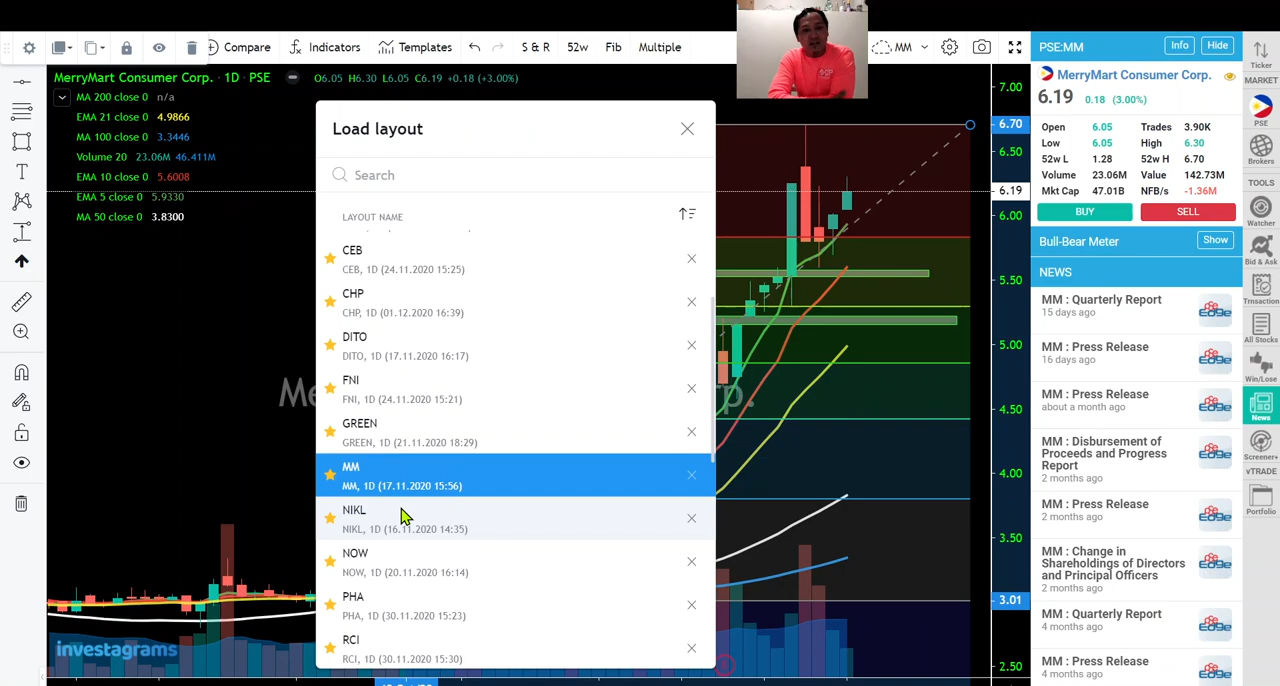 Compare
Indicators
Templates
S & R
52w
Fib
Multiple
MM
MerryMart Consumer Corp. · 1D · PSE
O6.05 H6.30 L6.05 C6.19 +0.18 (+3.00%)
MA 200 close 0 n/a
EMA 21 close 0 4.9866
MA 100 close 0 3.3446
Volume 20 23.06M 46.411M
EMA 10 close 0 5.6008
EMA 5 close 0 5.9330
MA 50 close 0 3.8300
Load layout
Search
LAYOUT NAME
CEB
CEB, 1D (24.11.2020 15:25)
CHP
CHP, 1D (01.12.2020 16:39)
DITO
DITO, 1D (17.11.2020 16:17)
FNI
FNI, 1D (24.11.2020 15:21)
GREEN
GREEN, 1D (21.11.2020 18:29)
MM
MM, 1D (17.11.2020 15:56)
NIKL
NIKL, 1D (16.11.2020 14:35)
NOW
NOW, 1D (20.11.2020 16:14)
PHA
PHA, 1D (30.11.2020 15:23)
RCI
RCI, 1D (30.11.2020 15:30)
investagrams
7.00
6.70
6.50
6.19
6.00
5.50
5.00
4.50
4.00
3.50
3.01
2.50
PSE:MM
Info
Hide
MerryMart Consumer Corp.
6.19 0.18 (3.00%)
Open 6.05 Trades 3.90K
Low 6.05 High 6.30
52w L 1.28 52w H 6.70
Volume 23.06M Value 142.73M
Mkt Cap 47.01B NFB/s -1.36M
BUY
SELL
Bull-Bear Meter
Show
NEWS
MM : Quarterly Report
15 days ago
MM : Press Release
16 days ago
MM : Press Release
about a month ago
MM : Disbursement of
Proceeds and Progress
Report
2 months ago
MM : Press Release
2 months ago
MM : Change in
Shareholdings of Directors
and Principal Officers
2 months ago
MM : Quarterly Report
4 months ago
MM : Press Release
4 months ago
Edge
Edge
Edge
Edge
Edge
Edge
Edge
Edge
Ticker
MARKET
PSE
Brokers
TOOLS
Watcher
Bid & Ask
Trnsaction
All Stocks
Win/Lose
News
Screener+
vTRADE
Portfolio